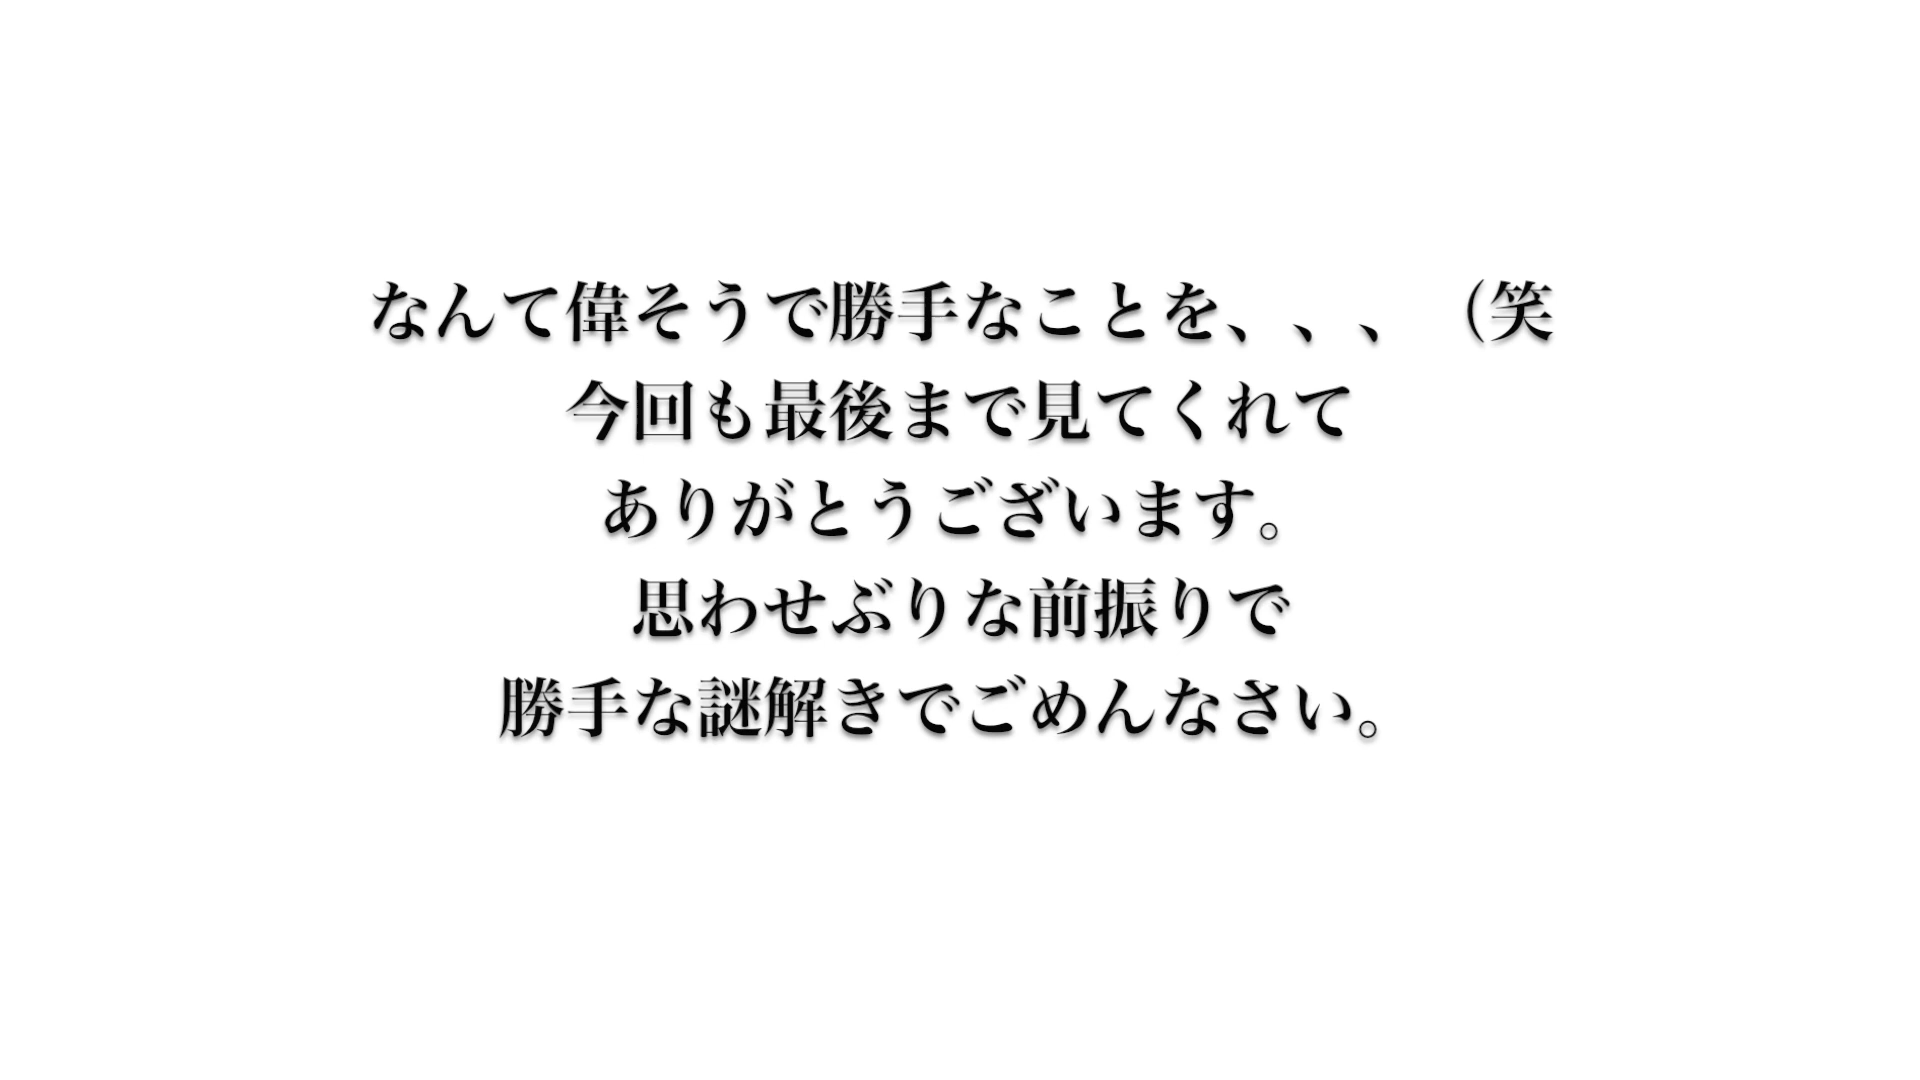 なんて偉そうで勝手なことを、、、（笑
今回も最後まで見てくれて
ありがとうございます。
思わせぶりな前振りで
勝手な謎解きでごめんなさい。